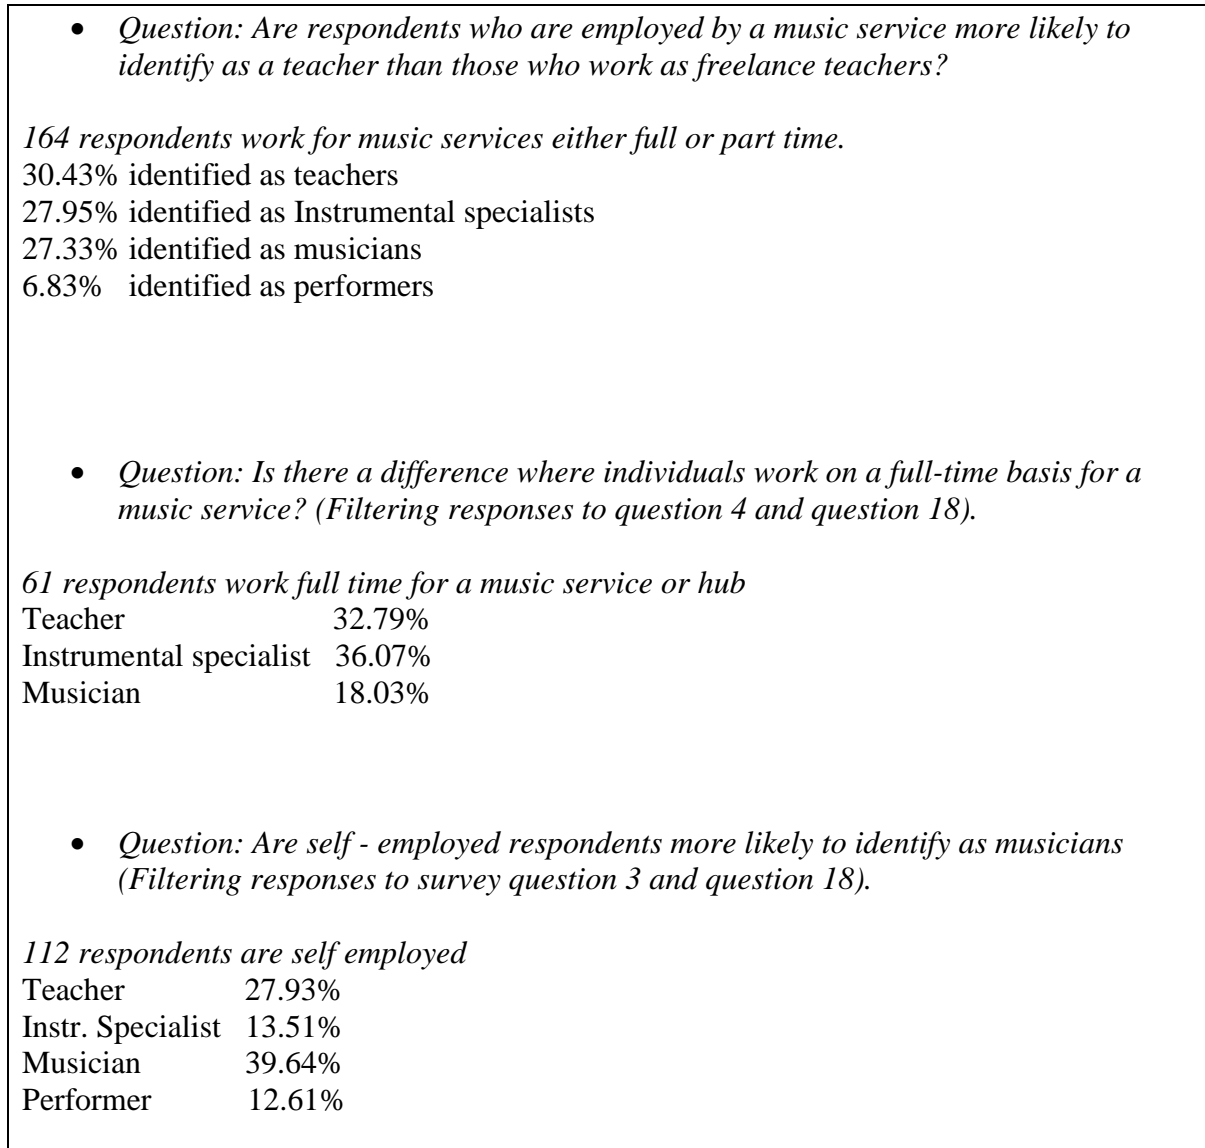 • Question: Are respondents who are employed by a music service more likely to
identify as a teacher than those who work as freelance teachers?
164 respondents work for music services either full or part time.
30.43% identified as teachers
27.95% identified as Instrumental specialists
27.33% identified as musicians
6.83% identified as performers
• Question: Is there a difference where individuals work on a full-time basis for a
music service? (Filtering responses to question 4 and question 18).
61 respondents work full time for a music service or hub
Teacher 32.79%
Instrumental specialist 36.07%
Musician 18.03%
• Question: Are self - employed respondents more likely to identify as musicians
(Filtering responses to survey question 3 and question 18).
112 respondents are self employed
Teacher 27.93%
Instr. Specialist 13.51%
Musician 39.64%
Performer 12.61%